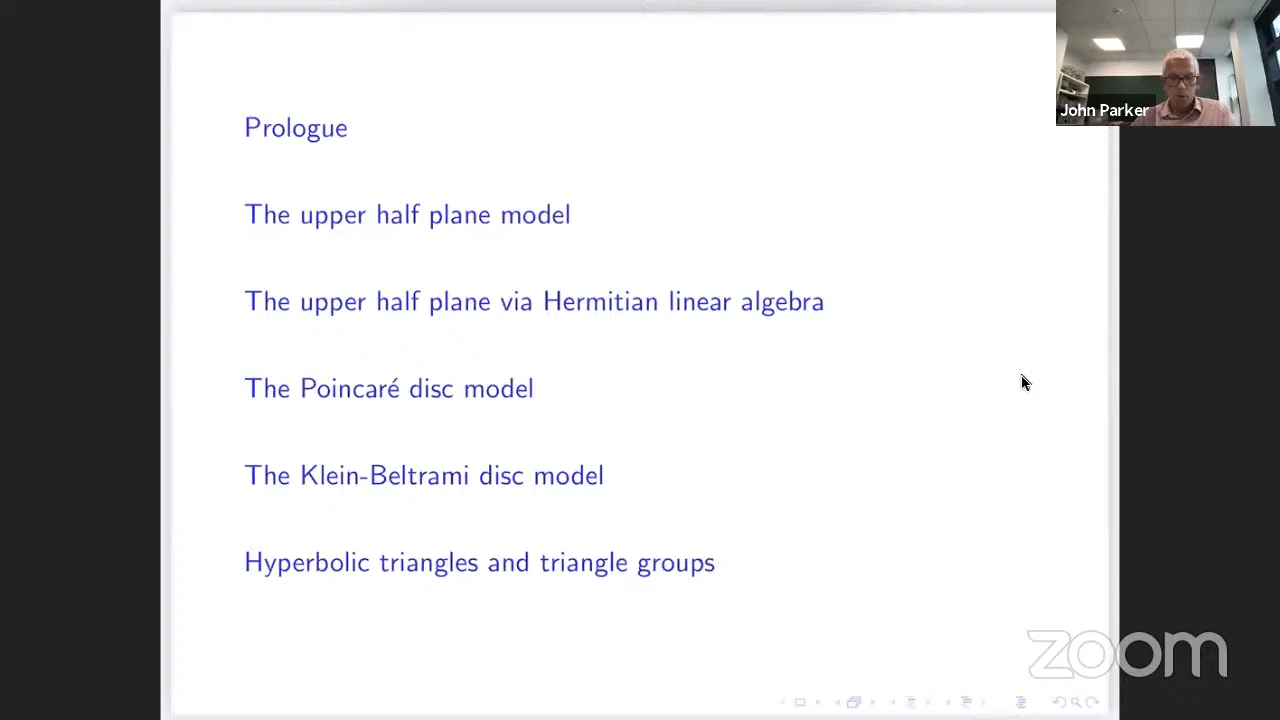 John Parker
Prologue
The upper half plane model
The upper half plane via Hermitian linear algebra
The Poincaré disc model
The Klein-Beltrami disc model
Hyperbolic triangles and triangle groups
zoom